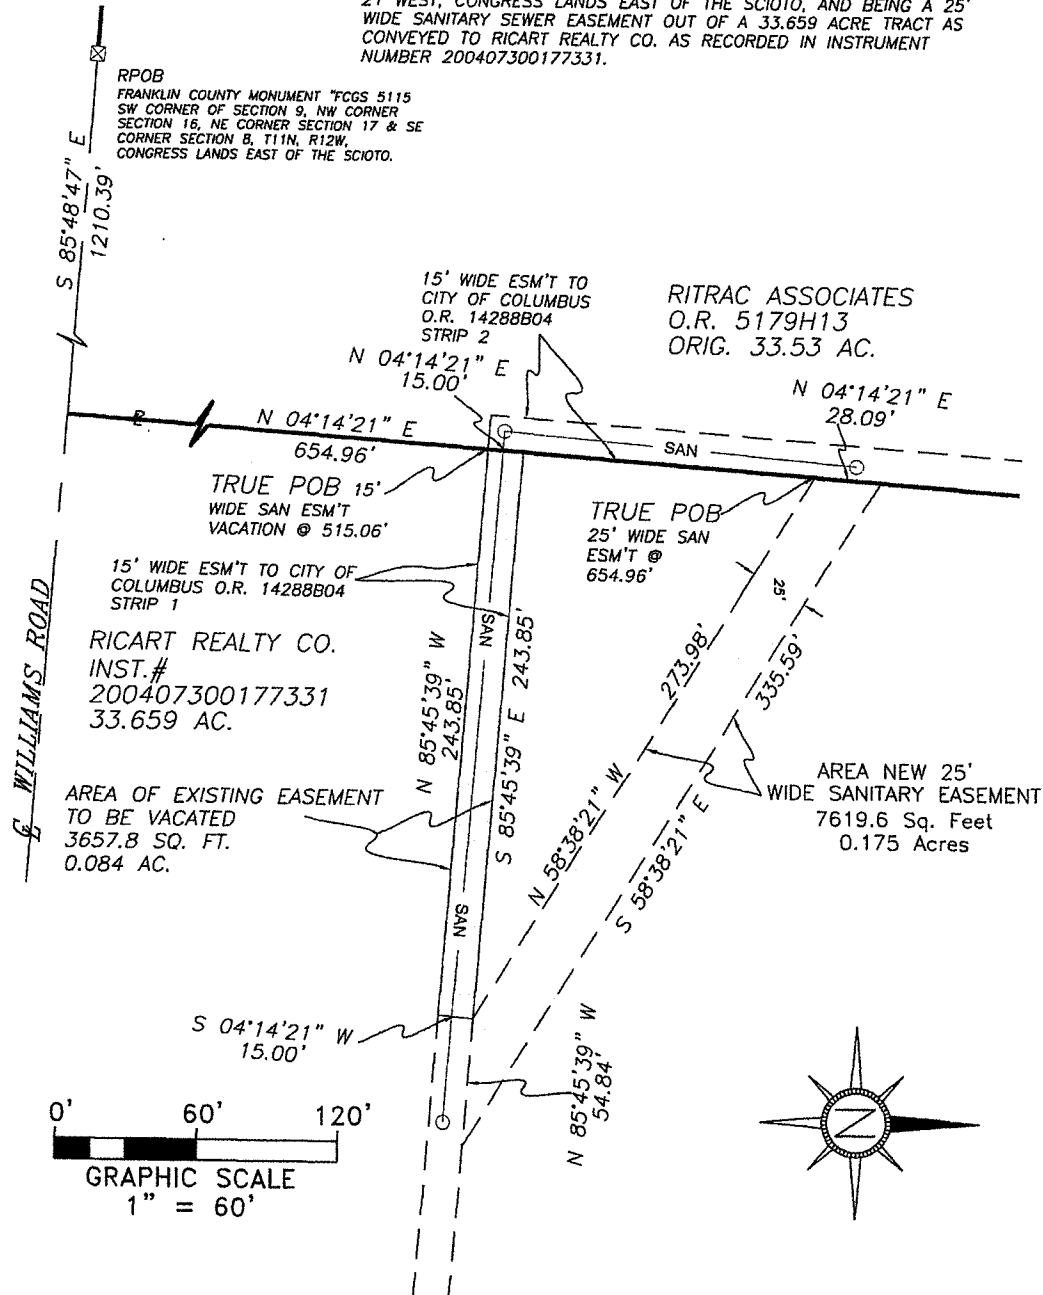 21 WEST, CONGRESS LANDS EAST OF THE SCIOTO, AND BEING A 25'
WIDE SANITARY SEWER EASEMENT OUT OF A 33.659 ACRE TRACT AS
CONVEYED TO RICART REALTY CO. AS RECORDED IN INSTRUMENT
NUMBER 200407300177331.
RPOB
FRANKLIN COUNTY MONUMENT "FCGS 5115
SW CORNER OF SECTION 9, NW CORNER
SECTION 16, NE CORNER SECTION 17 & SE
CORNER SECTION 8, T11N, R12W,
CONGRESS LANDS EAST OF THE SCIOTO.
S 85°48'47" E
1210.39'
15' WIDE ESM'T TO
CITY OF COLUMBUS
O.R. 14288B04
STRIP 2
RITRAC ASSOCIATES
O.R. 5179H13
ORIG. 33.53 AC.
N 04°14'21" E
15.00'
N 04°14'21" E
28.09'
N 04°14'21" E
654.96'
SAN
TRUE POB 15'
WIDE SAN ESM'T
VACATION @ 515.06'
TRUE POB
25' WIDE SAN
ESM'T @
654.96'
15' WIDE ESM'T TO CITY OF
COLUMBUS O.R. 14288B04
STRIP 1
25'
RICART REALTY CO.
INST.#
200407300177331
33.659 AC.
SAN
N 85°45'39" W
243.85'
S 85°45'39" E 243.85'
273.98'
335.59'
N 58°38'21" W
S 58°38'21" E
℄ WILLIAMS ROAD
AREA OF EXISTING EASEMENT
TO BE VACATED
3657.8 SQ. FT.
0.084 AC.
AREA NEW 25'
WIDE SANITARY EASEMENT
7619.6 Sq. Feet
0.175 Acres
SAN
S 04°14'21" W
15.00'
N 85°45'39" W
54.84'
0' 60' 120'
GRAPHIC SCALE
1" = 60'
N